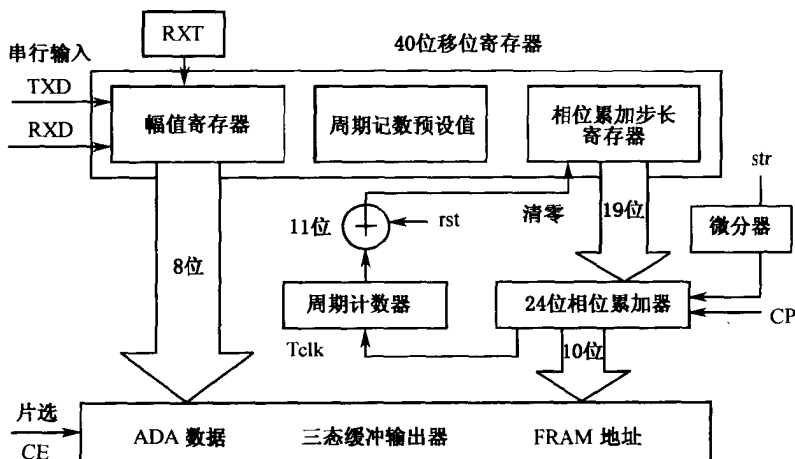 RXT
40位移位寄存器
串行输入
TXD
RXD
幅值寄存器
周期记数预设值
相位累加步长
寄存器
str
11位
rst
清零
19位
微分器
8位
周期计数器
24位相位累加器
CP
Tclk
10位
片选
CE
ADA 数据
三态缓冲输出器
FRAM 地址